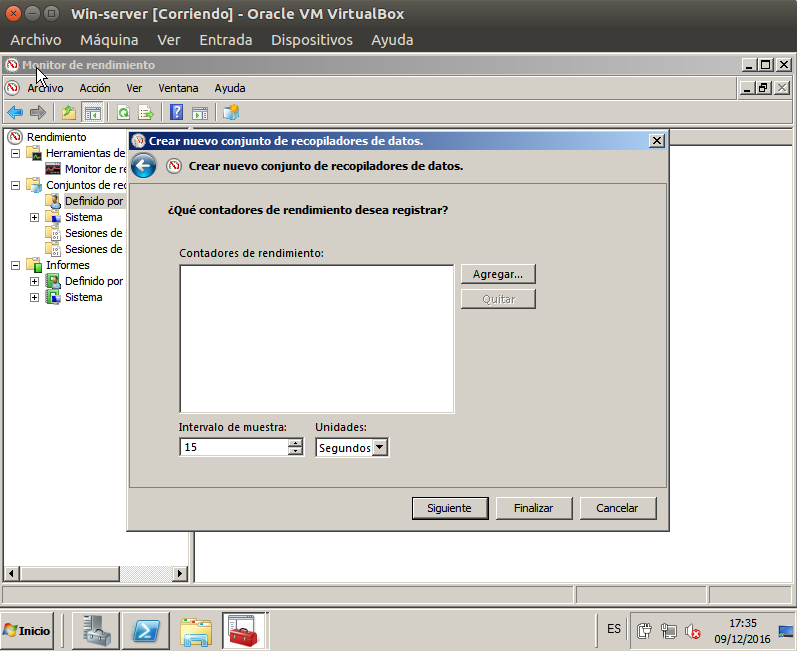 Win-server [Corriendo] - Oracle VM VirtualBox
Archivo Máquina Ver Entrada Dispositivos Ayuda
Monitor de rendimiento
Archivo Acción Ver Ventana Ayuda
Rendimiento
Herramientas de
Monitor de re
Conjuntos de rec
Definido por
Sistema
Sesiones de
Sesiones de
Informes
Definido por
Sistema
Crear nuevo conjunto de recopiladores de datos.
Crear nuevo conjunto de recopiladores de datos.
¿Qué contadores de rendimiento desea registrar?
Contadores de rendimiento:
Agregar...
Quitar
Intervalo de muestra: Unidades:
15 Segundos
Siguiente Finalizar Cancelar
Inicio
ES
17:35
09/12/2016